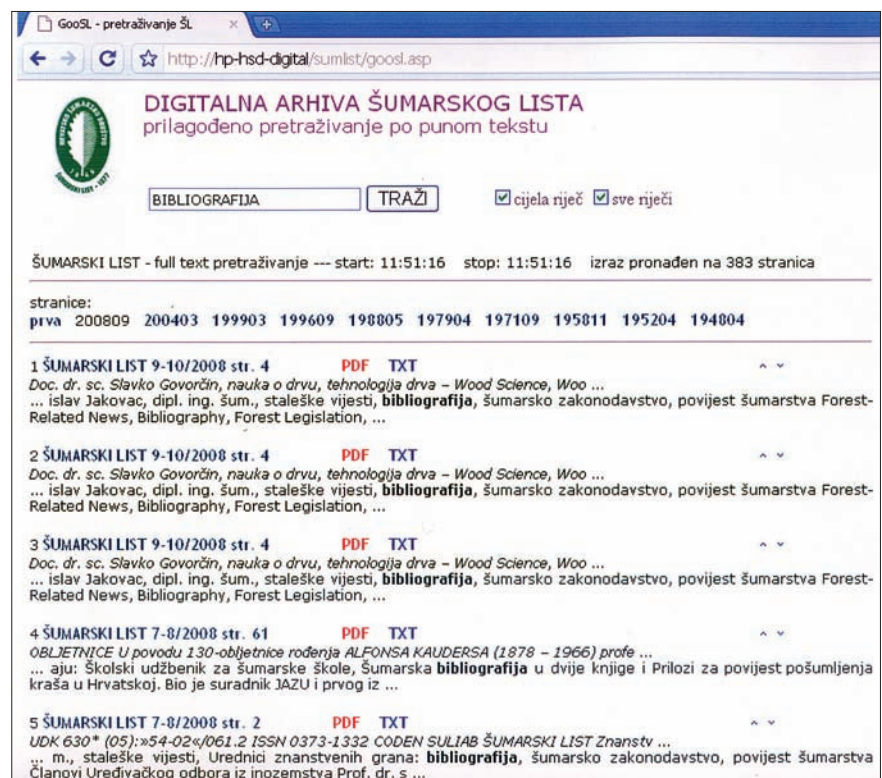 GooSL - pretraživanje ŠL
http://hp-hsd-digital/sumlist/goosl.asp
DIGITALNA ARHIVA ŠUMARSKOG LISTA
prilagođeno pretraživanje po punom tekstu
BIBLIOGRAFIJA TRAŽI cijela riječ sve riječi
ŠUMARSKI LIST - full text pretraživanje --- start: 11:51:16 stop: 11:51:16 izraz pronađen na 383 stranica
stranice:
prva 200809 200403 199903 199609 198805 197904 197109 195811 195204 194804
1 ŠUMARSKI LIST 9-10/2008 str. 4 PDF TXT
Doc. dr. sc. Slavko Govorčin, nauka o drvu, tehnologija drva – Wood Science, Woo ...
... islav Jakovac, dipl. ing. šum., staleške vijesti, bibliografija, šumarsko zakonodavstvo, povijest šumarstva Forest-
Related News, Bibliography, Forest Legislation, ...
2 ŠUMARSKI LIST 9-10/2008 str. 4 PDF TXT
Doc. dr. sc. Slavko Govorčin, nauka o drvu, tehnologija drva – Wood Science, Woo ...
... islav Jakovac, dipl. ing. šum., staleške vijesti, bibliografija, šumarsko zakonodavstvo, povijest šumarstva Forest-
Related News, Bibliography, Forest Legislation, ...
3 ŠUMARSKI LIST 9-10/2008 str. 4 PDF TXT
Doc. dr. sc. Slavko Govorčin, nauka o drvu, tehnologija drva – Wood Science, Woo ...
... islav Jakovac, dipl. ing. šum., staleške vijesti, bibliografija, šumarsko zakonodavstvo, povijest šumarstva Forest-
Related News, Bibliography, Forest Legislation, ...
4 ŠUMARSKI LIST 7-8/2008 str. 61 PDF TXT
OBLJETNICE U povodu 130-obljetnice rođenja ALFONSA KAUDERSA (1878 – 1966) profe ...
... aju: Školski udžbenik za šumarske škole, Šumarska bibliografija u dvije knjige i Prilozi za povijest pošumljenja
kraša u Hrvatskoj. Bio je suradnik JAZU i prvog iz ...
5 ŠUMARSKI LIST 7-8/2008 str. 2 PDF TXT
UDK 630* (05):»54-02«/061.2 ISSN 0373-1332 CODEN SULIAB ŠUMARSKI LIST Znanstv ...
... m., staleške vijesti, Urednici znanstvenih grana: bibliografija, šumarsko zakonodavstvo, povijest šumarstva
Članovi Uređivačkog odbora iz inozemstva Prof. dr. s ...